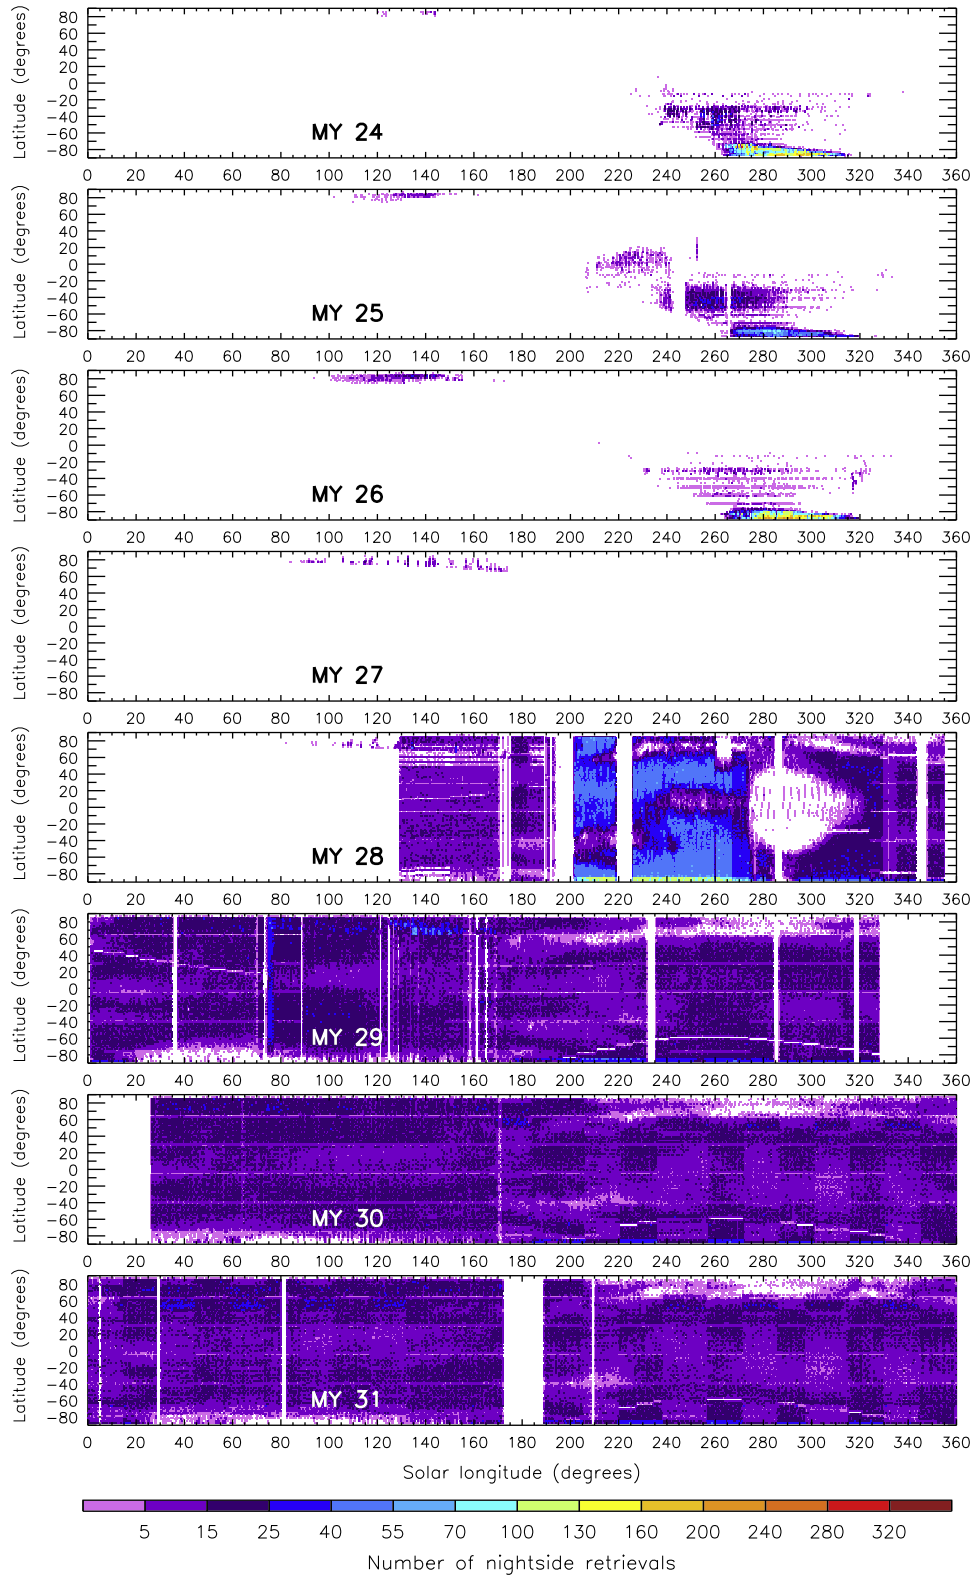 80
60
40
20
0
−20
−40
−60
−80
Latitude (degrees)
MY 24
0 20 40 60 80 100 120 140 160 180 200 220 240 260 280 300 320 340 360
80
60
40
20
0
−20
−40
−60
−80
Latitude (degrees)
MY 25
0 20 40 60 80 100 120 140 160 180 200 220 240 260 280 300 320 340 360
80
60
40
20
0
−20
−40
−60
−80
Latitude (degrees)
MY 26
0 20 40 60 80 100 120 140 160 180 200 220 240 260 280 300 320 340 360
80
60
40
20
0
−20
−40
−60
−80
Latitude (degrees)
MY 27
0 20 40 60 80 100 120 140 160 180 200 220 240 260 280 300 320 340 360
80
60
40
20
0
−20
−40
−60
−80
Latitude (degrees)
MY 28
0 20 40 60 80 100 120 140 160 180 200 220 240 260 280 300 320 340 360
80
60
40
20
0
−20
−40
−60
−80
Latitude (degrees)
MY 29
0 20 40 60 80 100 120 140 160 180 200 220 240 260 280 300 320 340 360
80
60
40
20
0
−20
−40
−60
−80
Latitude (degrees)
MY 30
0 20 40 60 80 100 120 140 160 180 200 220 240 260 280 300 320 340 360
80
60
40
20
0
−20
−40
−60
−80
Latitude (degrees)
MY 31
0 20 40 60 80 100 120 140 160 180 200 220 240 260 280 300 320 340 360
Solar longitude (degrees)
5 15 25 40 55 70 100 130 160 200 240 280 320
Number of nightside retrievals